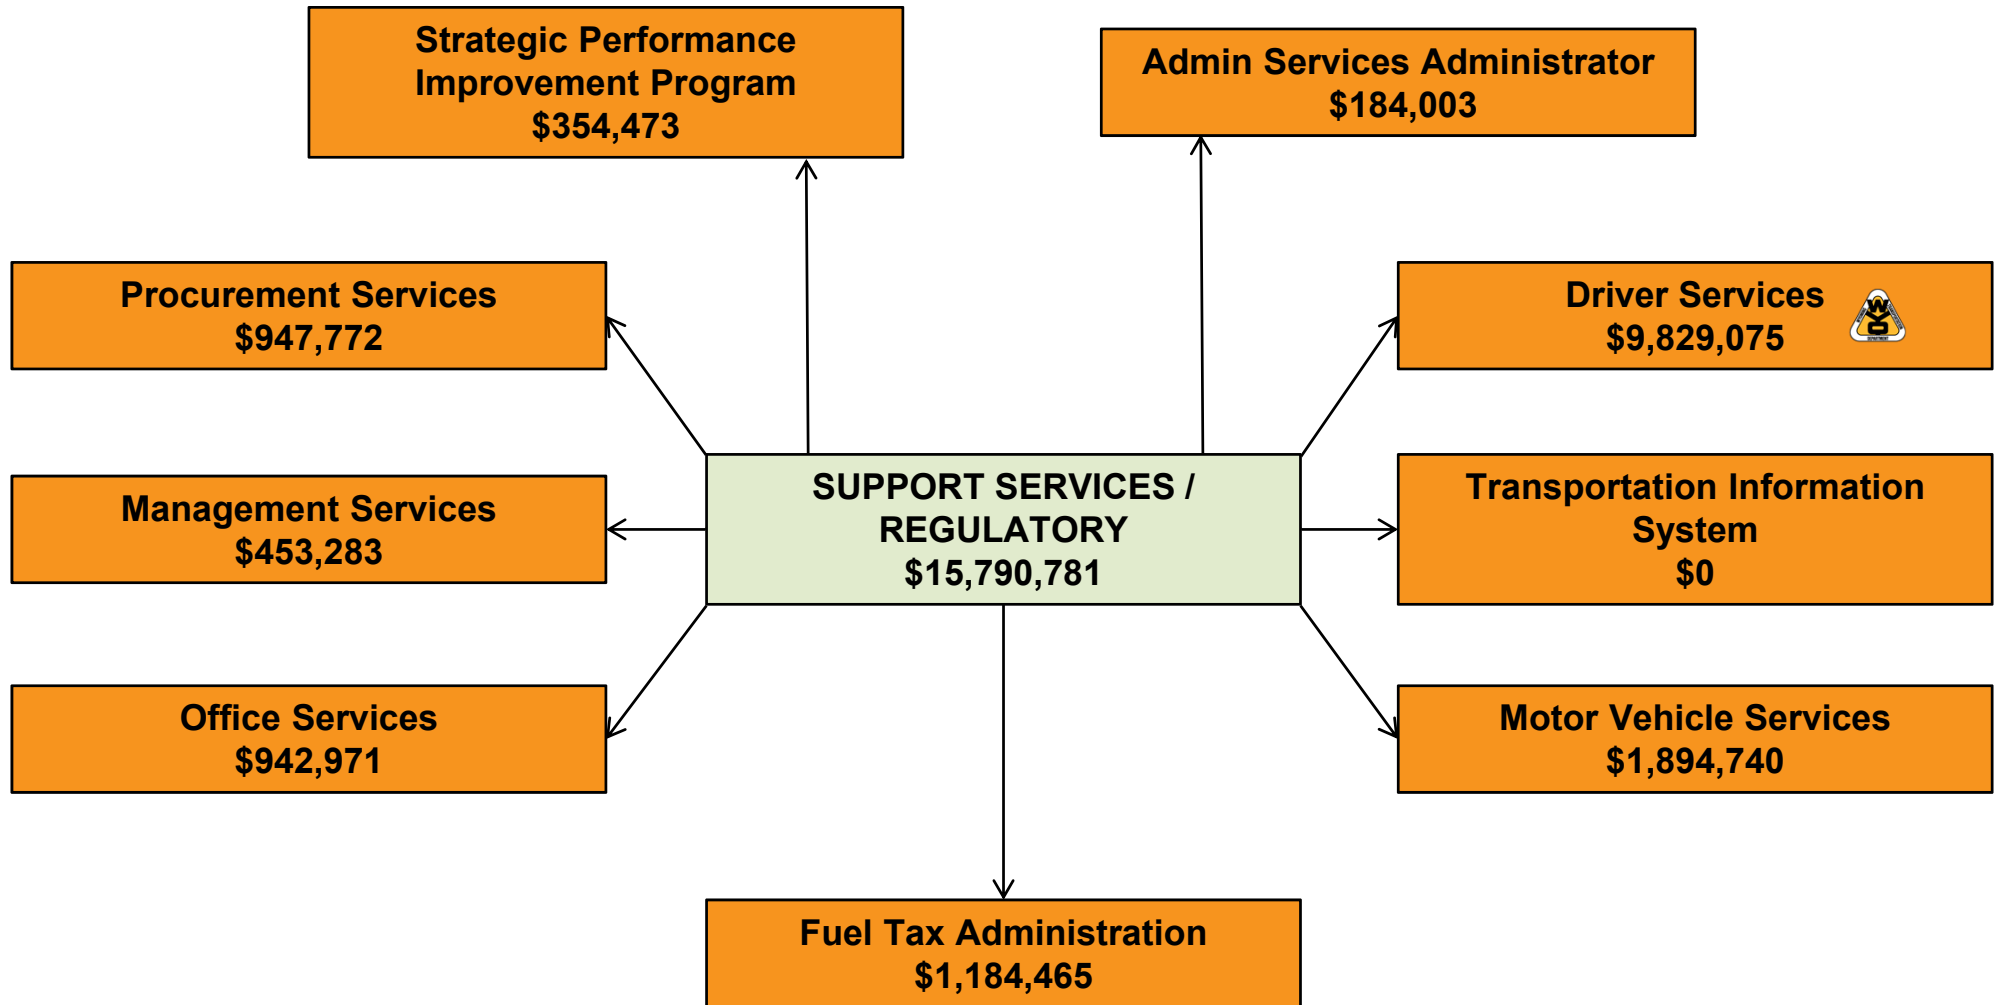 Strategic Performance
Improvement Program
$354,473
Admin Services Administrator
$184,003
Procurement Services
$947,772
Driver Services
$9,829,075
WYO
DEPARTMENT
Management Services
$453,283
SUPPORT SERVICES /
REGULATORY
$15,790,781
Transportation Information
System
$0
Office Services
$942,971
Motor Vehicle Services
$1,894,740
Fuel Tax Administration
$1,184,465